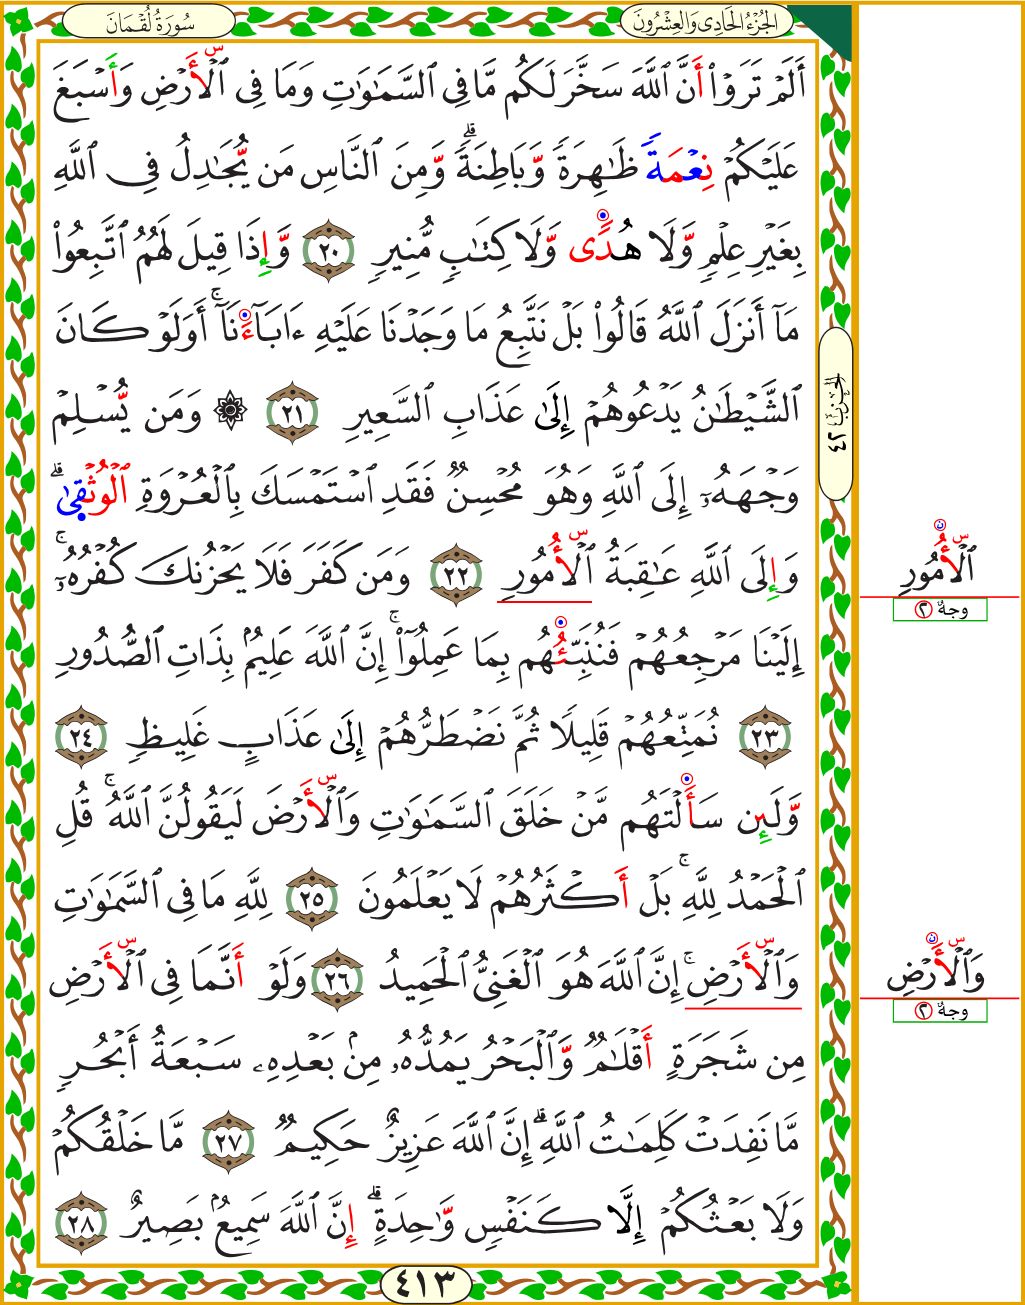 سُورَةُ لُقْمَانَ
الجُزْءُ الحَادِي وَالعِشْرُونَ
أَلَمْ تَرَوْا۟ أَنَّ ٱللَّهَ سَخَّرَ لَكُم مَّا فِى ٱلسَّمَـٰوَٰتِ وَمَا فِى ٱلْأَرْضِ وَأَسْبَغَ
عَلَيْكُمْ نِعْمَةً ظَـٰهِرَةً وَّبَاطِنَةً ۗ وَّمِنَ ٱلنَّاسِ مَن يُّجَـٰدِلُ فِى ٱللَّهِ
بِغَيْرِ عِلْمٍ وَّلَا هُدًى وَّلَا كِتَـٰبٍ مُّنِيرٍ ٢٠ وَّإِذَا قِيلَ لَهُمُ ٱتَّبِعُوا۟
مَآ أَنزَلَ ٱللَّهُ قَالُوا۟ بَلْ نَتَّبِعُ مَا وَجَدْنَا عَلَيْهِ ءَابَآءَنَآ ۚ أَوَلَوْ كَانَ
ٱلشَّيْطَـٰنُ يَدْعُوهُمْ إِلَىٰ عَذَابِ ٱلسَّعِيرِ ٢١ ۞ وَمَن يُّسْلِمْ
وَجْهَهُۥٓ إِلَى ٱللَّهِ وَهُوَ مُحْسِنٌ فَقَدِ ٱسْتَمْسَكَ بِٱلْعُرْوَةِ ٱلْوُثْقَىٰ ۗ
وَإِلَى ٱللَّهِ عَـٰقِبَةُ ٱلْأُمُورِ ٢٢ وَمَن كَفَرَ فَلَا يَحْزُنكَ كُفْرُهُۥٓ ۚ
إِلَيْنَا مَرْجِعُهُمْ فَنُنَبِّئُهُم بِمَا عَمِلُوٓا۟ ۚ إِنَّ ٱللَّهَ عَلِيمٌۢ بِذَاتِ ٱلصُّدُورِ
٢٣ نُمَتِّعُهُمْ قَلِيلًا ثُمَّ نَضْطَرُّهُمْ إِلَىٰ عَذَابٍ غَلِيظٍ ٢٤
وَّلَئِن سَأَلْتَهُم مَّنْ خَلَقَ ٱلسَّمَـٰوَٰتِ وَٱلْأَرْضَ لَيَقُولُنَّ ٱللَّهُ ۚ قُلِ
ٱلْحَمْدُ لِلَّهِ ۚ بَلْ أَكْثَرُهُمْ لَا يَعْلَمُونَ ٢٥ لِلَّهِ مَا فِى ٱلسَّمَـٰوَٰتِ
وَٱلْأَرْضِ ۚ إِنَّ ٱللَّهَ هُوَ ٱلْغَنِىُّ ٱلْحَمِيدُ ٢٦ وَلَوْ أَنَّمَا فِى ٱلْأَرْضِ
مِن شَجَرَةٍ أَقْلَـٰمٌ وَّٱلْبَحْرُ يَمُدُّهُۥ مِنۢ بَعْدِهِۦ سَبْعَةُ أَبْحُرٍ
مَّا نَفِدَتْ كَلِمَـٰتُ ٱللَّهِ ۗ إِنَّ ٱللَّهَ عَزِيزٌ حَكِيمٌ ٢٧ مَّا خَلْقُكُمْ
وَلَا بَعْثُكُمْ إِلَّا كَنَفْسٍ وَّٰحِدَةٍ ۗ إِنَّ ٱللَّهَ سَمِيعٌۢ بَصِيرٌ ٢٨
٤١٣
الحزب ٤٢
ٱلْأُمُورِ
وجهٌ ٢
وَٱلْأَرْضِ
وجهٌ ٢